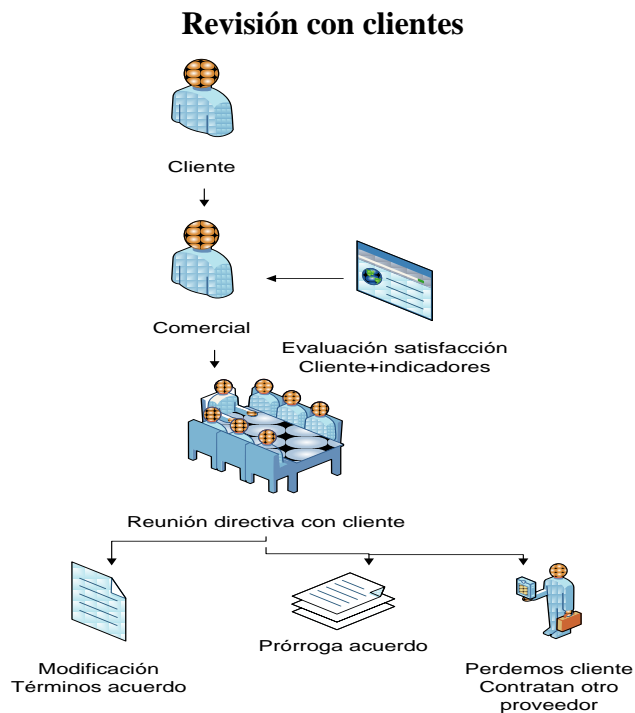 Revisión con clientes
Cliente
Comercial
Evaluación satisfacción
Cliente+indicadores
Reunión directiva con cliente
Modificación
Términos acuerdo
Prórroga acuerdo
Perdemos cliente
Contratan otro
proveedor